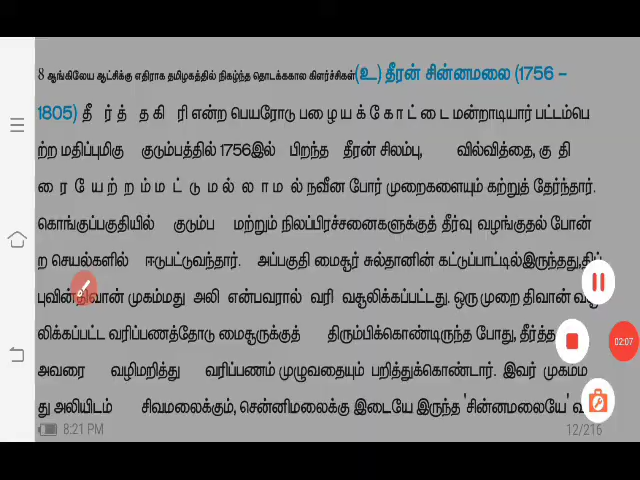 8 ஆங்கிலேய ஆட்சிக்கு எதிராக தமிழகத்தில் நிகழ்ந்த தொடக்ககால கிளர்ச்சிகள்(உ) தீரன் சின்னமலை (1756 –
1805) தீ ர் த் த கி ரி என்ற பெயரோடு ப ழை ய க் கோ ட் டை மன்றாடியார் பட்டம்பெ
ற்ற மதிப்புமிகு குடும்பத்தில் 1756இல் பிறந்த தீரன் சிலம்பு, வில்வித்தை, கு தி
ரை யே ற் ற ம் ம ட் டு ம ல் லா ம ல் நவீன போர் முறைகளையும் கற்றுத் தேர்ந்தார்.
கொங்குப்பகுதியில் குடும்ப மற்றும் நிலப்பிரச்சனைகளுக்குத் தீர்வு வழங்குதல் போன்
ற செயல்களில் ஈடுபட்டுவந்தார். அப்பகுதி மைசூர் சுல்தானின் கட்டுப்பாட்டில்இருந்தது,திப்
புவின்திவான் முகம்மது அலி என்பவரால் வரி வசூலிக்கப்பட்டது. ஒரு முறை திவான் வசூ
லிக்கப்பட்ட வரிப்பணத்தோடு மைசூருக்குத் திரும்பிக்கொண்டிருந்த போது, தீர்த்த
அவரை வழிமறித்து வரிப்பணம் முழுவதையும் பறித்துக்கொண்டார். இவர் முகம்ம
து அலியிடம் சிவமலைக்கும், சென்னிமலைக்கு இடையே இருந்த 'சின்னமலையே'
02:07
8:21 PM 12/216